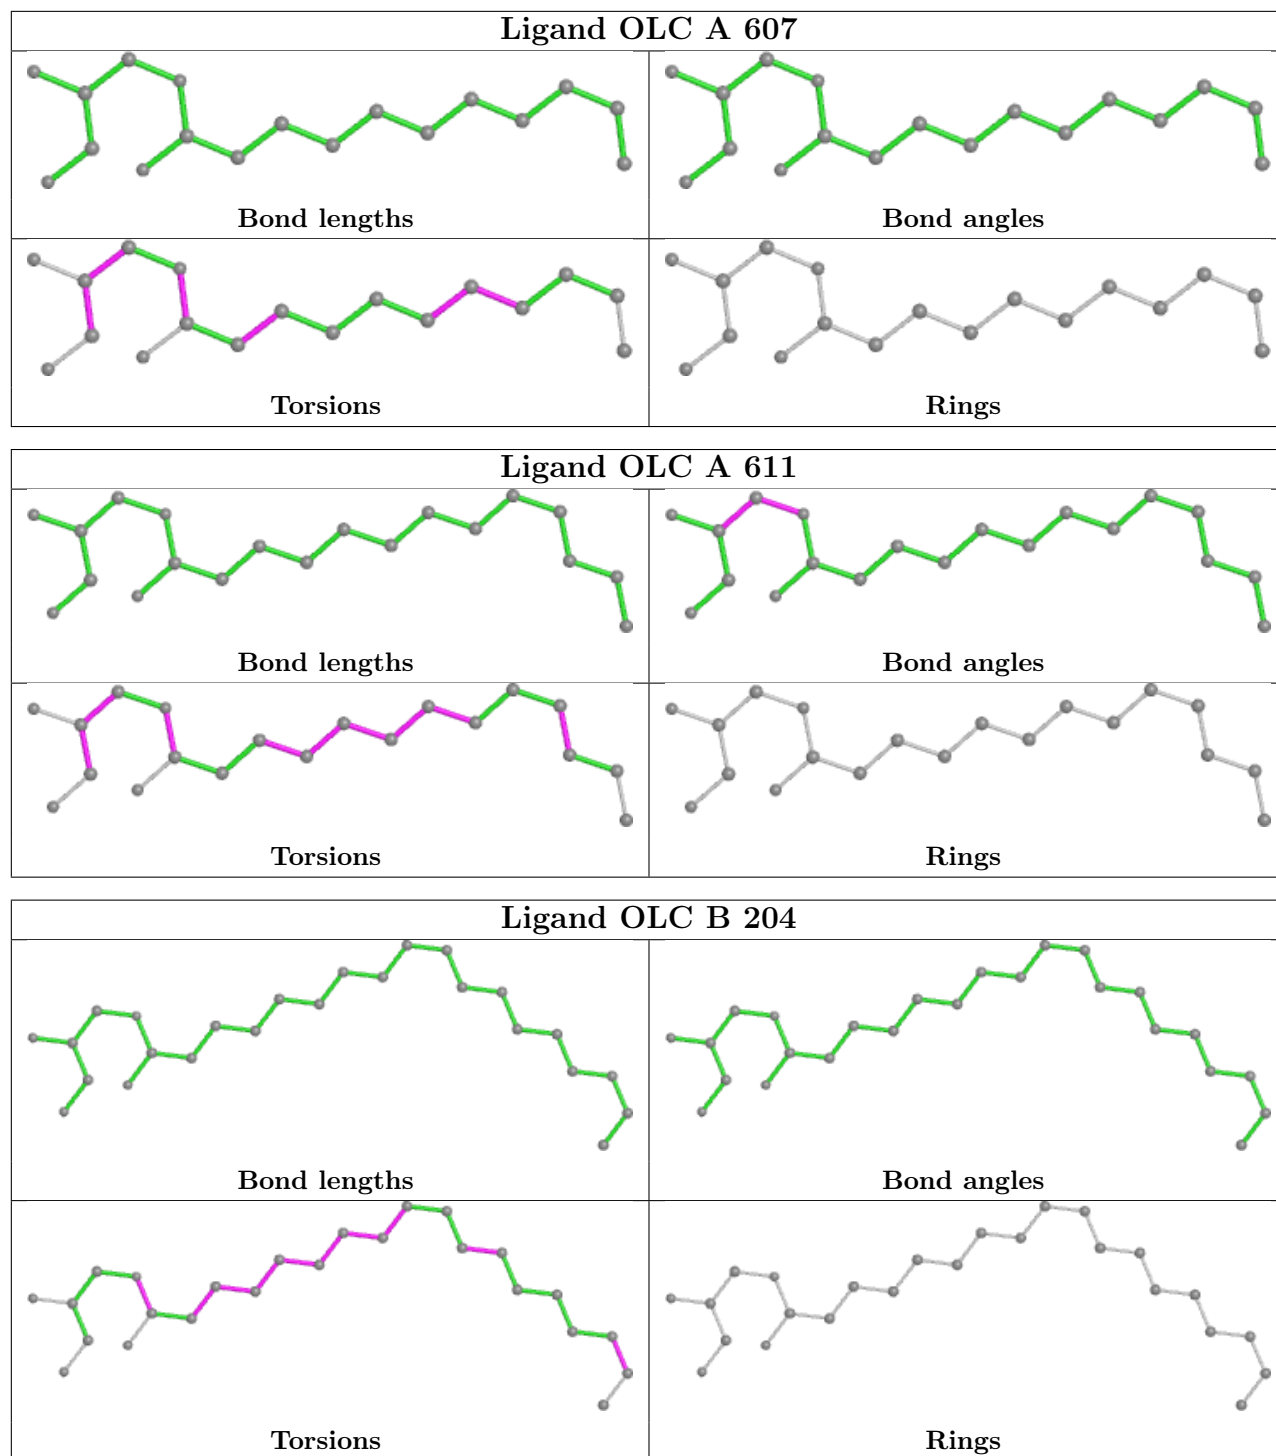 Ligand OLC A 607
Bond lengths
Bond angles
Torsions
Rings
Ligand OLC A 611
Bond lengths
Bond angles
Torsions
Rings
Ligand OLC B 204
Bond lengths
Bond angles
Torsions
Rings